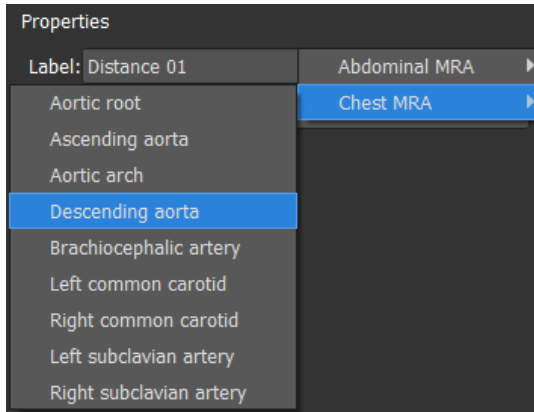 Properties
Label: Distance 01
Abdominal MRA
Chest MRA
Aortic root
Ascending aorta
Aortic arch
Descending aorta
Brachiocephalic artery
Left common carotid
Right common carotid
Left subclavian artery
Right subclavian artery